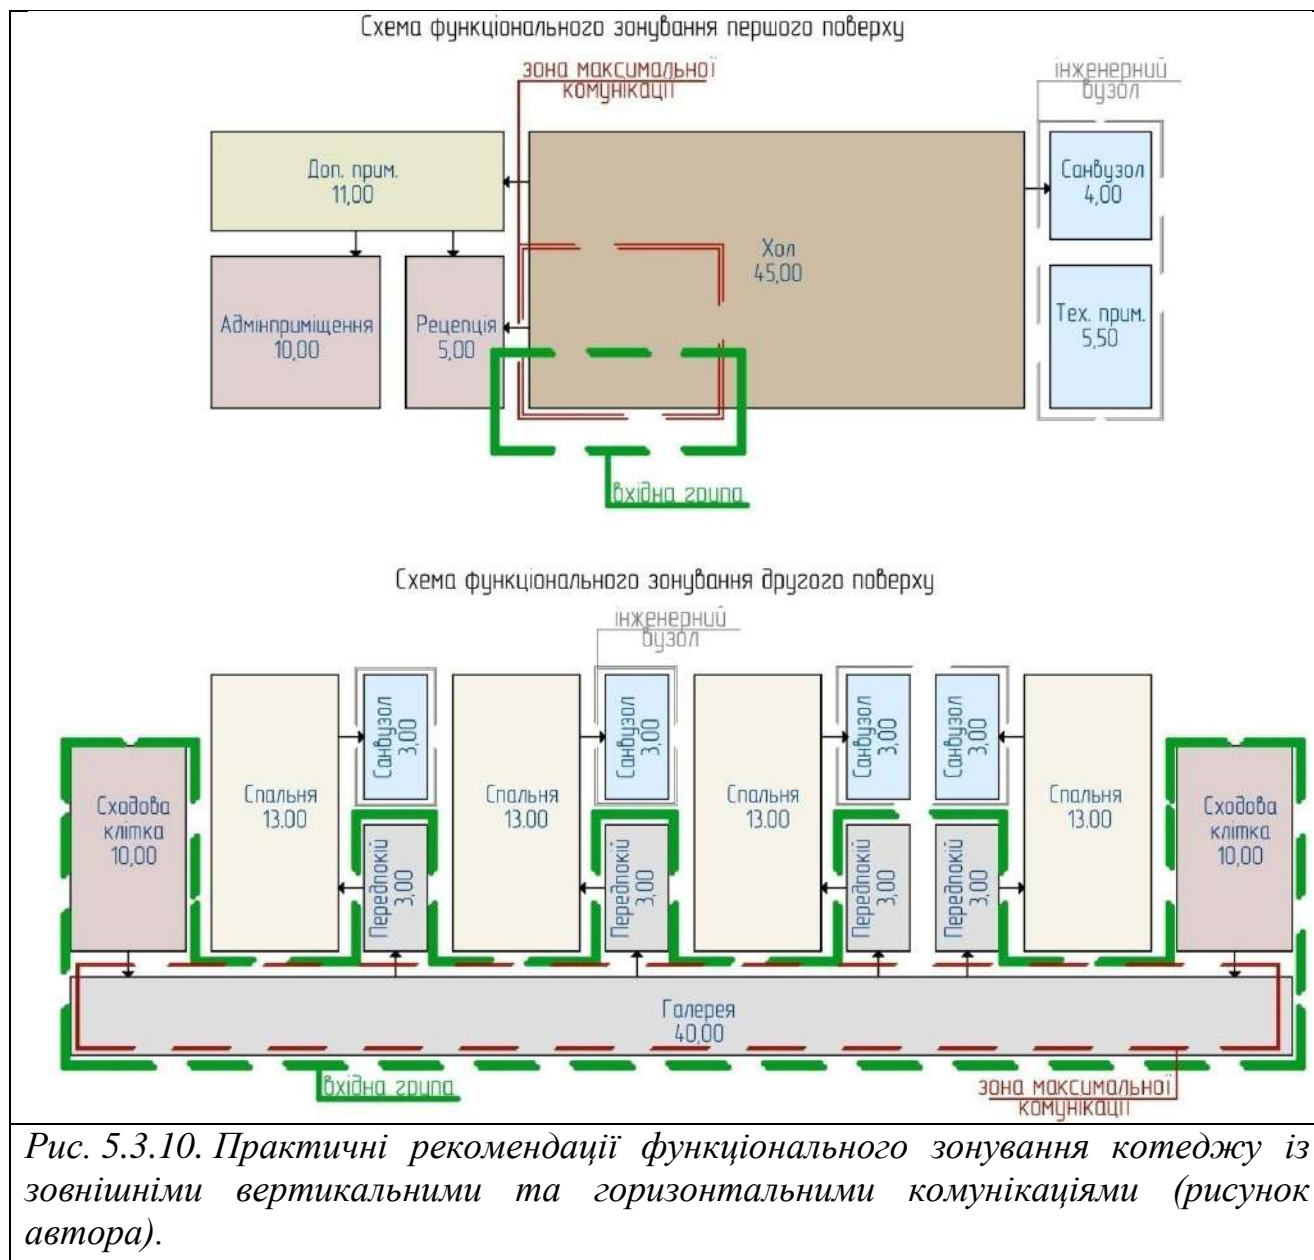 Схема функціонального зонування першого поверху
зона максимальної
комунікації
інженерний
вузол
Доп. прим.
11,00
Санвузол
4,00
Хол
45,00
Адмінприміщення
10,00
Рецепція
5,00
Тех. прим.
5,50
вхідна група
Схема функціонального зонування другого поверху
інженерний
вузол
Сходова
клітка
10,00
Спальня
13.00
Санвузол
3,00
Передпокій
3,00
Спальня
13.00
Санвузол
3,00
Передпокій
3,00
Спальня
13.00
Санвузол
3,00
Передпокій
3,00
Санвузол
3,00
Передпокій
3,00
Спальня
13.00
Сходова
клітка
10,00
Галерея
40,00
вхідна група
зона максимальної
комунікації
Рис. 5.3.10. Практичні рекомендації функціонального зонування котеджу із
зовнішніми вертикальними та горизонтальними комунікаціями (рисунок
автора).